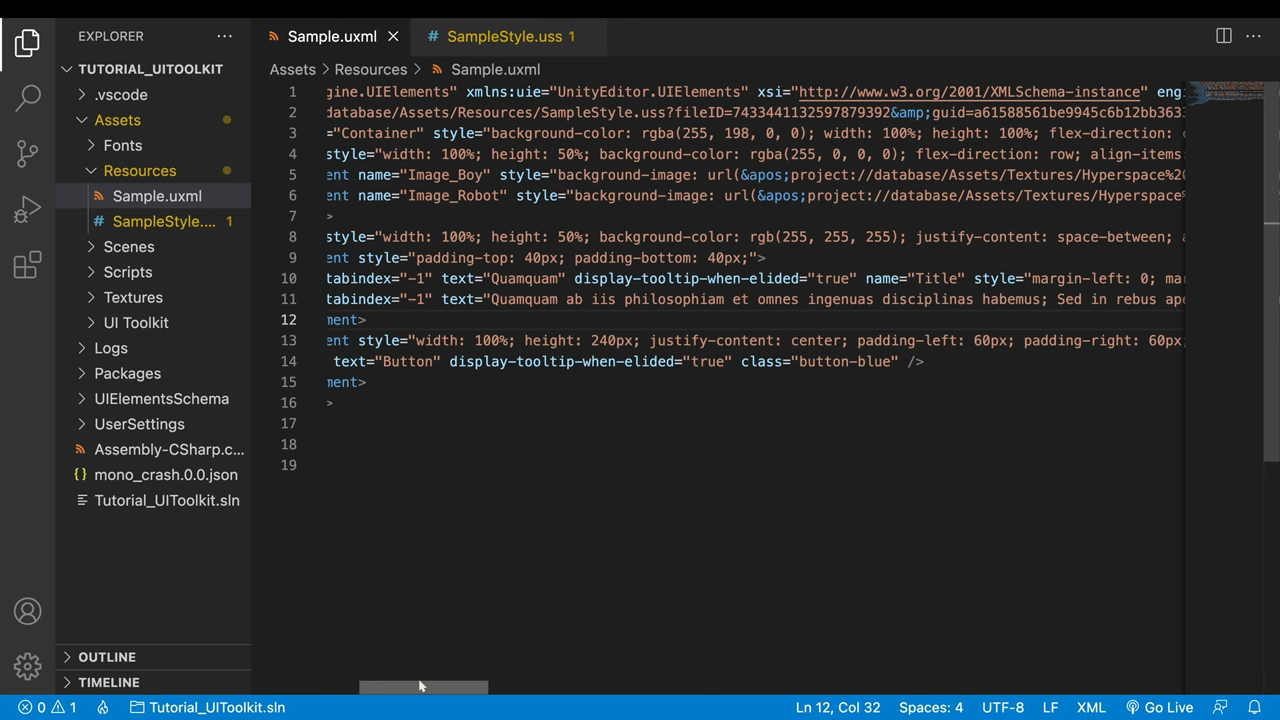 EXPLORER
TUTORIAL_UITOOLKIT
.vscode
Assets
Fonts
Resources
Sample.uxml
SampleStyle.... 1
Scenes
Scripts
Textures
UI Toolkit
Logs
Packages
UIElementsSchema
UserSettings
Assembly-CSharp.c...
mono_crash.0.0.json
Tutorial_UIToolkit.sln
OUTLINE
TIMELINE
Sample.uxml
# SampleStyle.uss 1
Assets > Resources > Sample.uxml
1 gine.UIElements" xmlns:uie="UnityEditor.UIElements" xsi="http://www.w3.org/2001/XMLSchema-instance" eng
2 database/Assets/Resources/SampleStyle.uss?fileID=7433441132597879392&amp;guid=a61588561be9945c6b12bb363
3 ="Container" style="background-color: rgba(255, 198, 0, 0); width: 100%; height: 100%; flex-direction: c
4 style="width: 100%; height: 50%; background-color: rgba(255, 0, 0, 0); flex-direction: row; align-items:
5 ent name="Image_Boy" style="background-image: url(&apos;project://database/Assets/Textures/Hyperspace%20
6 ent name="Image_Robot" style="background-image: url(&apos;project://database/Assets/Textures/Hyperspace%
7 >
8 style="width: 100%; height: 50%; background-color: rgb(255, 255, 255); justify-content: space-between; a
9 ent style="padding-top: 40px; padding-bottom: 40px;">
10 tabindex="-1" text="Quamquam" display-tooltip-when-elided="true" name="Title" style="margin-left: 0; mar
11 tabindex="-1" text="Quamquam ab iis philosophiam et omnes ingenuas disciplinas habemus; Sed in rebus ape
12 ment>
13 ent style="width: 100%; height: 240px; justify-content: center; padding-left: 60px; padding-right: 60px;
14 text="Button" display-tooltip-when-elided="true" class="button-blue" />
15 ment>
16 >
17
18
19
0 1 Tutorial_UIToolkit.sln Ln 12, Col 32 Spaces: 4 UTF-8 LF XML Go Live